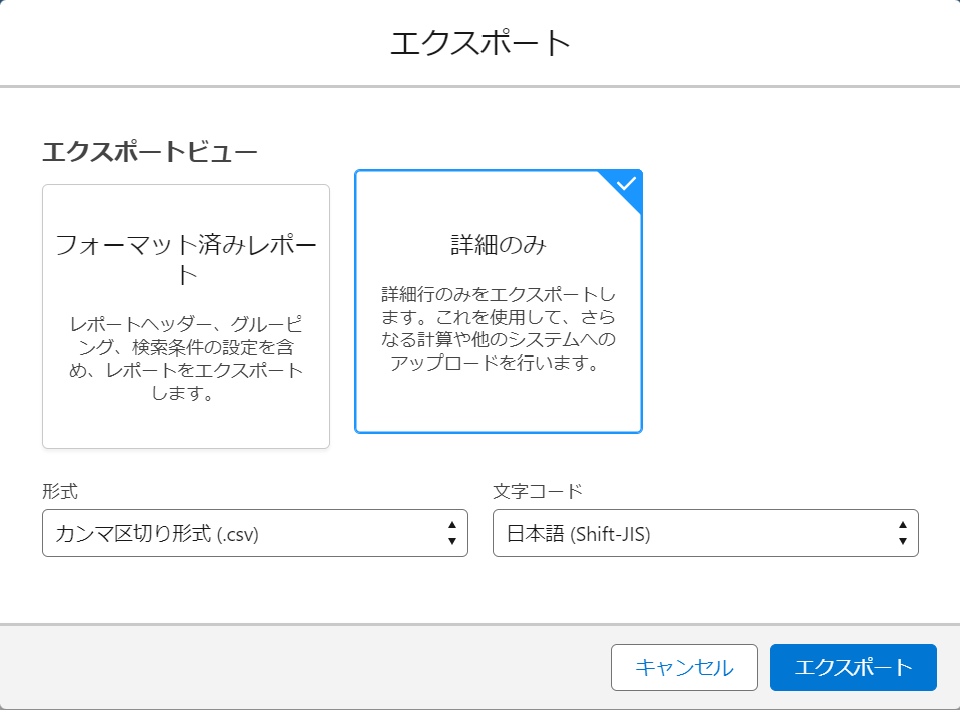 エクスポート
エクスポートビュー
フォーマット済みレポー
ト
レポートヘッダー、グルーピ
ング、検索条件の設定を含
め、レポートをエクスポート
します。
詳細のみ
詳細行のみをエクスポートし
ます。これを使用して、さら
なる計算や他のシステムへの
アップロードを行います。
形式
カンマ区切り形式 (.csv)
文字コード
日本語 (Shift-JIS)
キャンセル
エクスポート